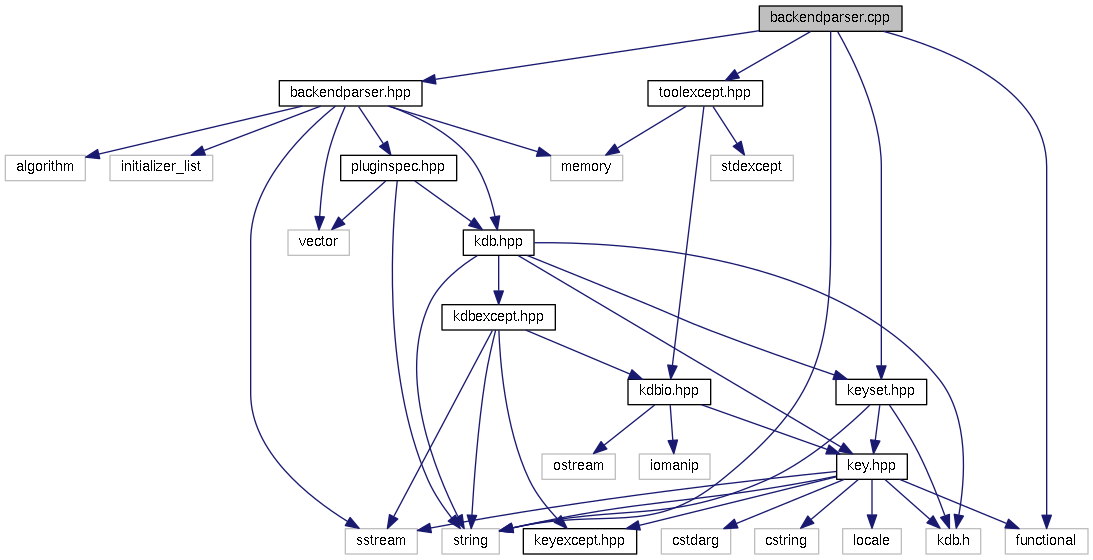 backendparser.cpp
backendparser.hpp
toolexcept.hpp
algorithm
initializer_list
pluginspec.hpp
memory
stdexcept
vector
kdb.hpp
kdbexcept.hpp
kdbio.hpp
keyset.hpp
ostream
iomanip
key.hpp
sstream
string
keyexcept.hpp
cstdarg
cstring
locale
kdb.h
functional